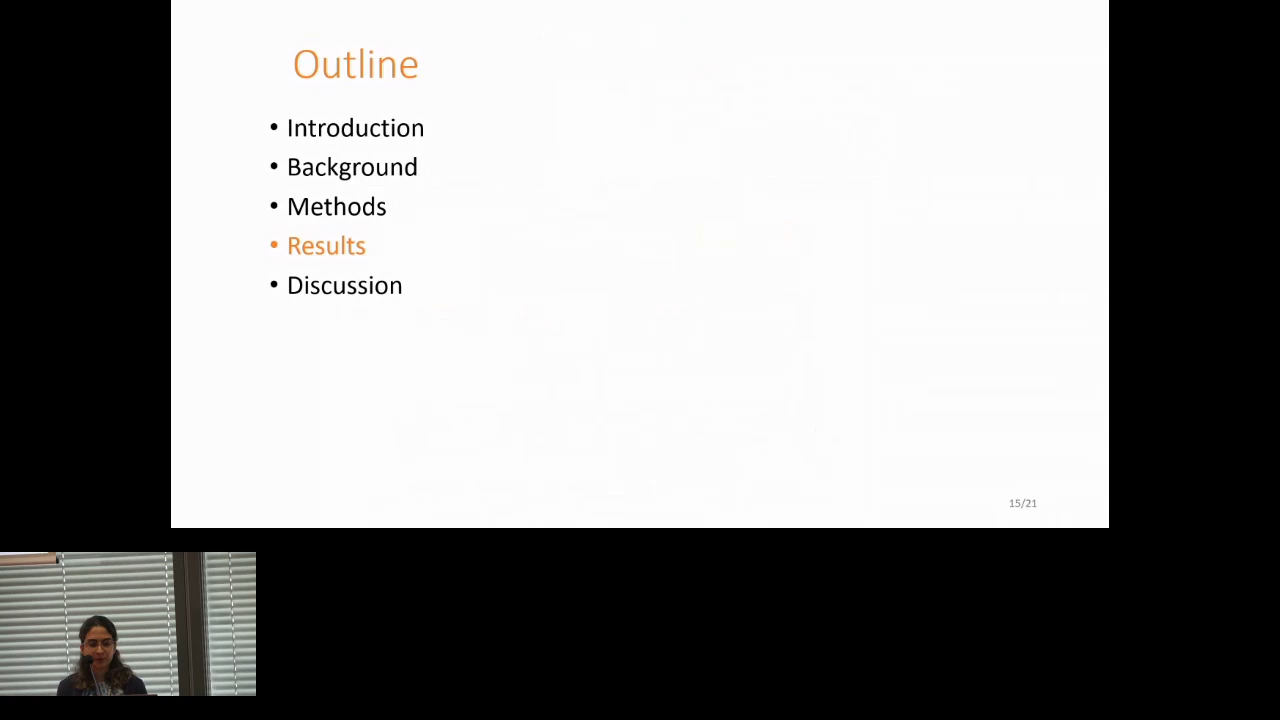 Outline
• Introduction
• Background
• Methods
• Results
• Discussion
15/21